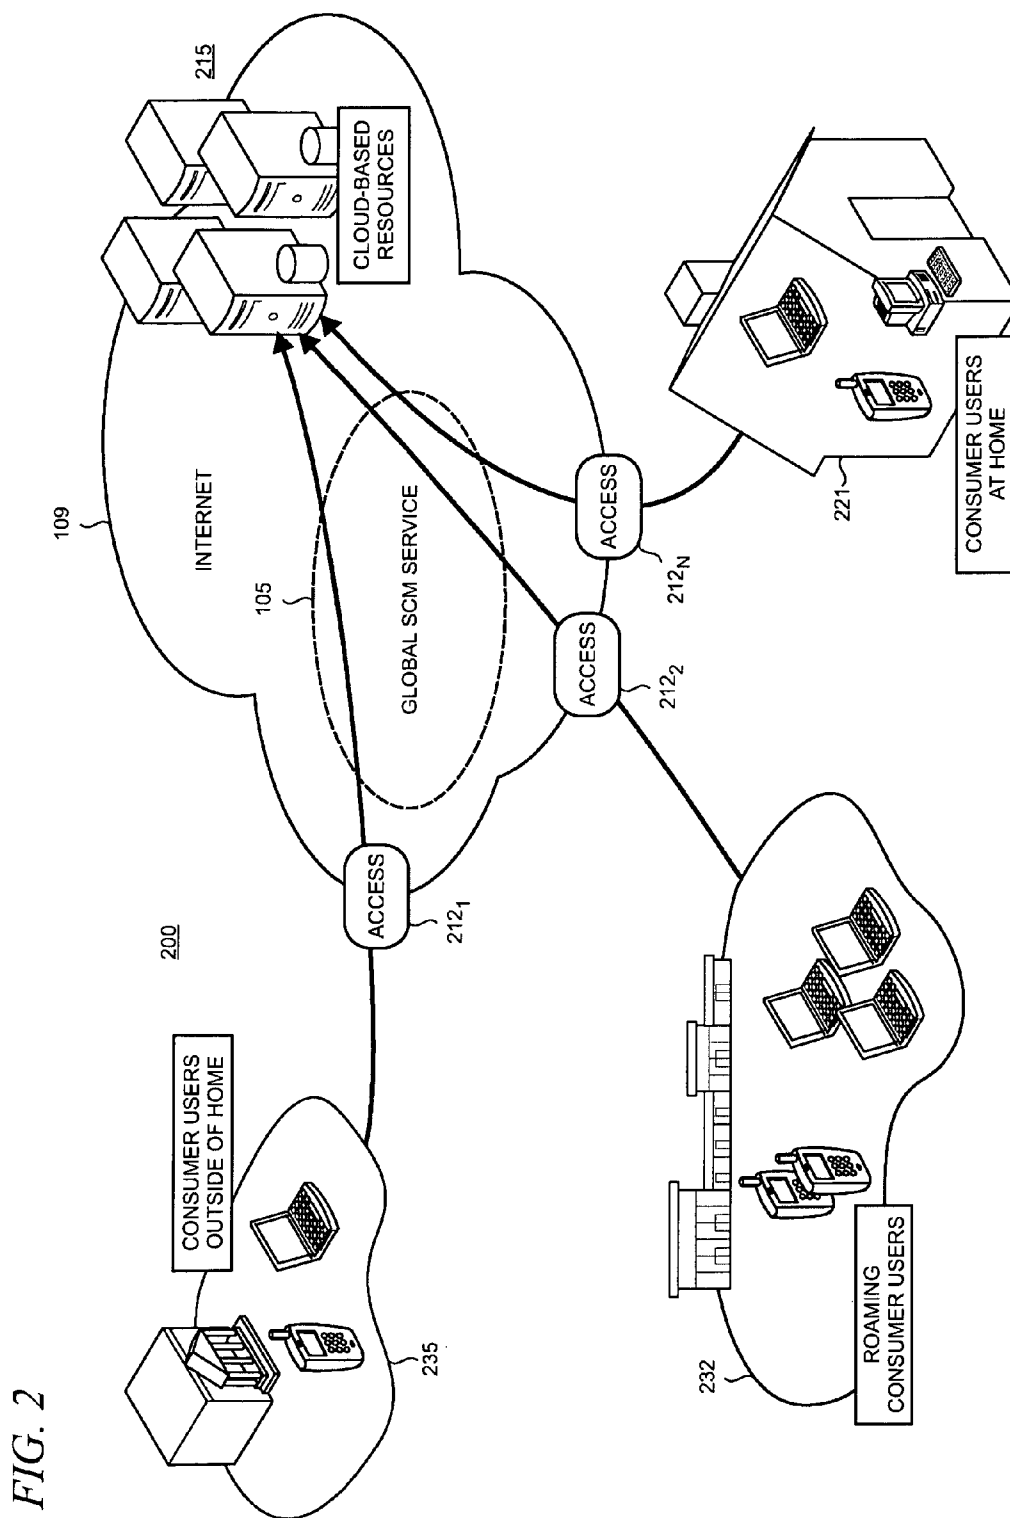 FIG. 2
200
CONSUMER USERS
OUTSIDE OF HOME
235
ACCESS
212₁
109
INTERNET
105
GLOBAL SCM SERVICE
215
CLOUD-BASED
RESOURCES
ACCESS
212₂
ACCESS
212N
232
ROAMING
CONSUMER USERS
221
CONSUMER USERS
AT HOME